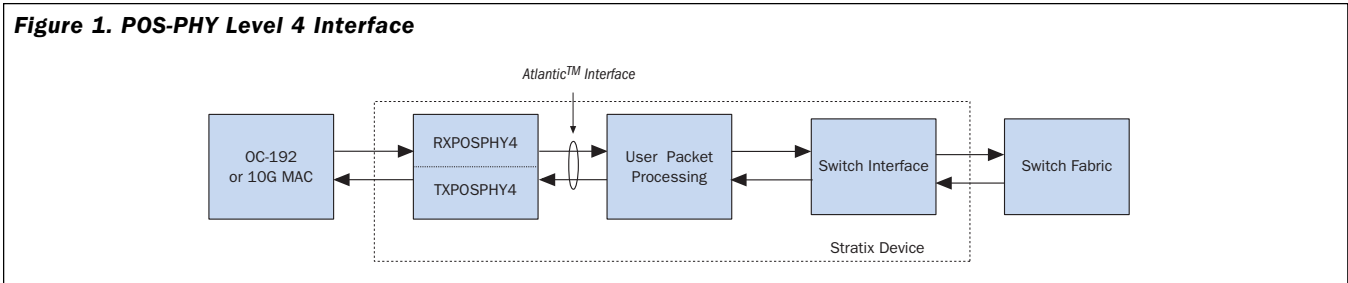 Figure 1. POS-PHY Level 4 Interface
Atlantic™ Interface
OC-192
or 10G MAC
RXPOSPHY4
TXPOSPHY4
User Packet
Processing
Switch Interface
Switch Fabric
Stratix Device